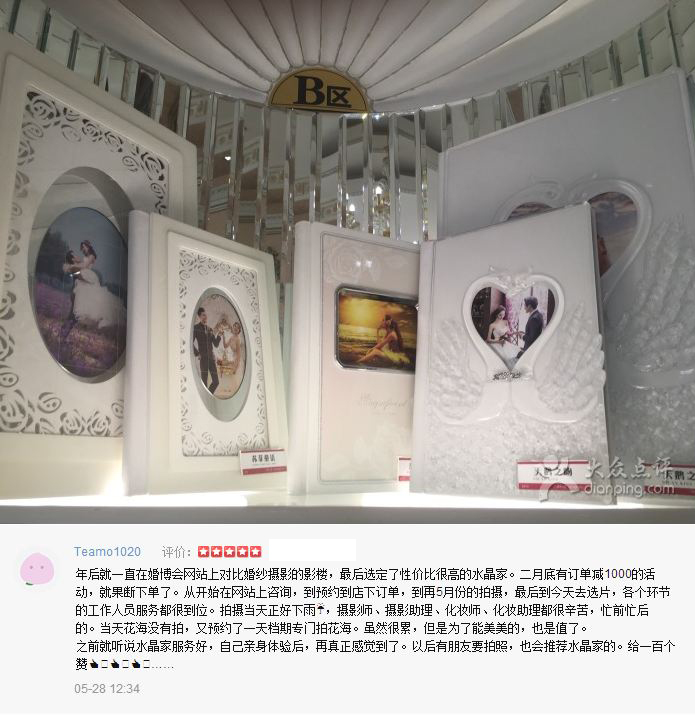 B区
苏菲童话
天鹅之吻
天鹅之
大众点评
dianping.com
Teamo1020 评价：
年后就一直在婚博会网站上对比婚纱摄影的影楼，最后选定了性价比很高的水晶家。二月底有订单减1000的活
动，就果断下单了。从开始在网站上咨询，到预约到店下订单，到再5月份的拍摄，最后到今天去选片，各个环节
的工作人员服务都很到位。拍摄当天正好下雨☔，摄影师、摄影助理、化妆师、化妆助理都很辛苦，忙前忙后
的。当天花海没有拍，又预约了一天档期专门拍花海。虽然很累，但是为了能美美的，也是值了。
之前就听说水晶家服务好，自己亲身体验后，再真正感觉到了。以后有朋友要拍照，也会推荐水晶家的。给一百个
赞👍👍👍……
05-28 12:34